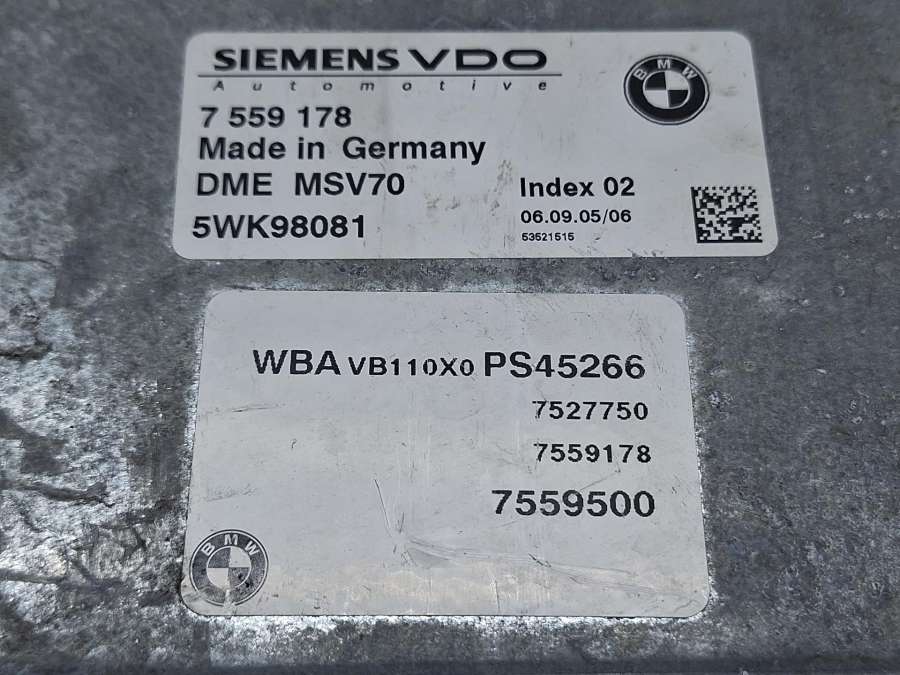 SIEMENS VDO
Automotive
BMW
7 559 178
Made in Germany
DME MSV70
Index 02
5WK98081
06.09.05/06
53521515
WBA VB110X0 PS45266
7527750
7559178
7559500
BMW